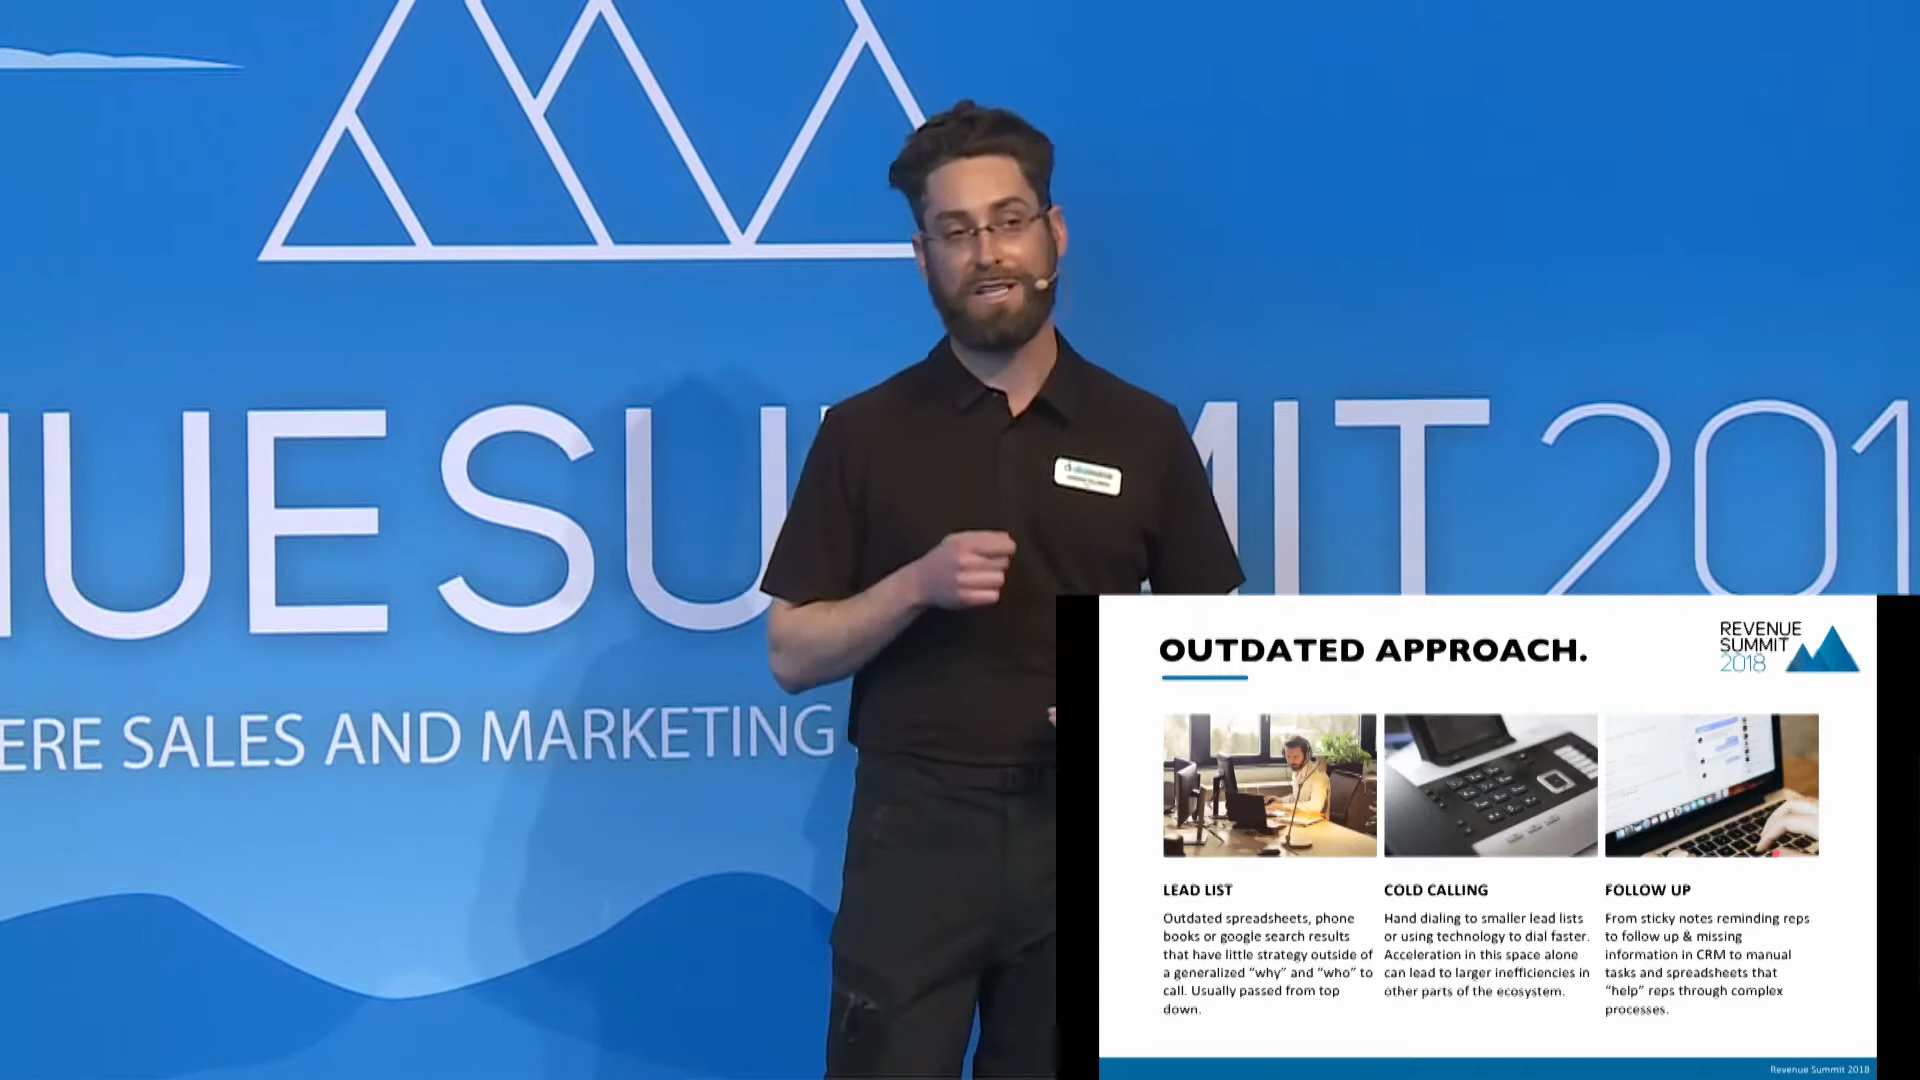 NUE SUMMIT 201
ERE SALES AND MARKETING
OUTDATED APPROACH.
REVENUE
SUMMIT
2018
LEAD LIST
Outdated spreadsheets, phone
books or google search results
that have little strategy outside of
a generalized “why” and “who” to
call. Usually passed from top
down.
COLD CALLING
Hand dialing to smaller lead lists
or using technology to dial faster.
Acceleration in this space alone
can lead to larger inefficiencies in
other parts of the ecosystem.
FOLLOW UP
From sticky notes reminding reps
to follow up & missing
information in CRM to manual
tasks and spreadsheets that
“help” reps through complex
processes.
Revenue Summit 2018